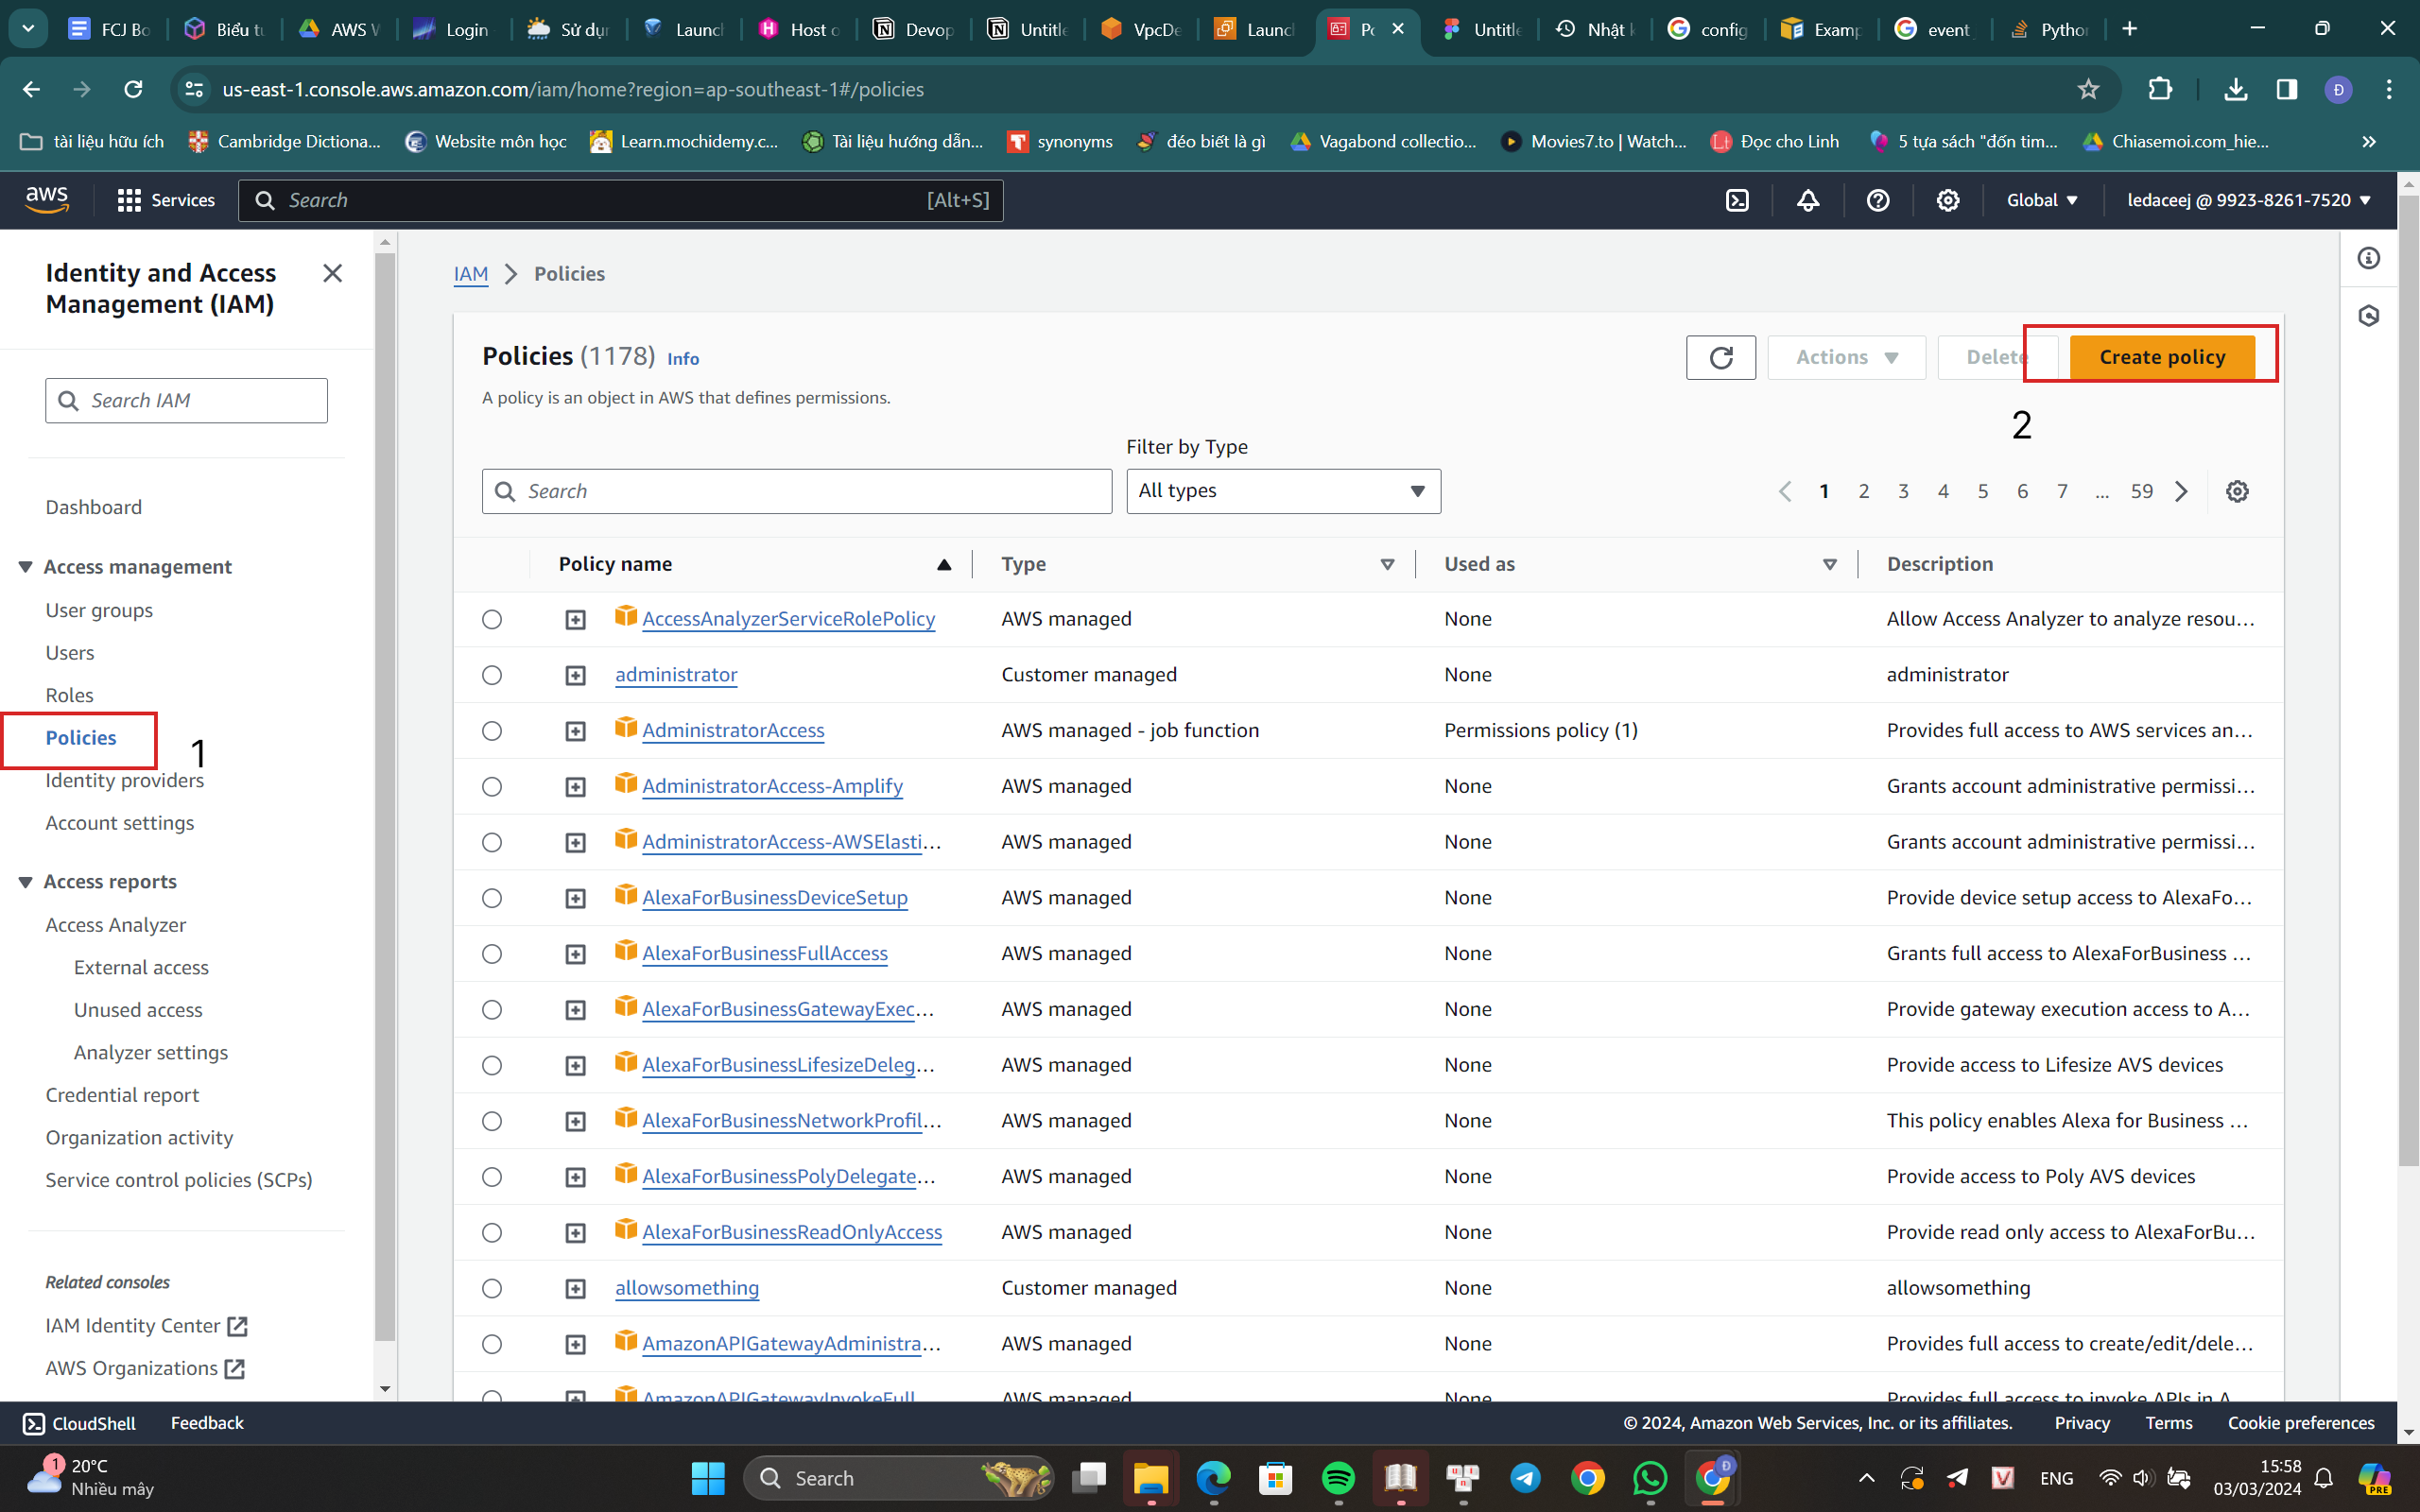 FCJ Bo
Biểu tư
AWS W
Login
Sử dụn
Launch
Host o
Devop
Untitle
VpcDe
Launch
Po
Untitle
Nhật k
config
Examp
event
Python
us-east-1.console.aws.amazon.com/iam/home?region=ap-southeast-1#/policies
Đ
tài liệu hữu ích
Cambridge Dictiona...
Website môn học
Learn.mochidemy.c...
Tài liệu hướng dẫn...
synonyms
đéo biết là gì
Vagabond collectio...
Movies7.to | Watch...
Đọc cho Linh
5 tựa sách "đốn tim...
Chiasemoi.com_hie...
aws
Services
Search
[Alt+S]
Global
ledaceej @ 9923-8261-7520
Identity and Access
Management (IAM)
Search IAM
Dashboard
Access management
User groups
Users
Roles
Policies
1
Identity providers
Account settings
Access reports
Access Analyzer
External access
Unused access
Analyzer settings
Credential report
Organization activity
Service control policies (SCPs)
Related consoles
IAM Identity Center
AWS Organizations
IAM
Policies
Policies (1178) Info
A policy is an object in AWS that defines permissions.
Actions
Delete
Create policy
2
Filter by Type
Search
All types
1 2 3 4 5 6 7 ... 59
Policy name Type Used as Description
AccessAnalyzerServiceRolePolicy AWS managed None Allow Access Analyzer to analyze resou...
administrator Customer managed None administrator
AdministratorAccess AWS managed - job function Permissions policy (1) Provides full access to AWS services an...
AdministratorAccess-Amplify AWS managed None Grants account administrative permissi...
AdministratorAccess-AWSElasti... AWS managed None Grants account administrative permissi...
AlexaForBusinessDeviceSetup AWS managed None Provide device setup access to AlexaFo...
AlexaForBusinessFullAccess AWS managed None Grants full access to AlexaForBusiness ...
AlexaForBusinessGatewayExec... AWS managed None Provide gateway execution access to A...
AlexaForBusinessLifesizeDeleg... AWS managed None Provide access to Lifesize AVS devices
AlexaForBusinessNetworkProfil... AWS managed None This policy enables Alexa for Business ...
AlexaForBusinessPolyDelegate... AWS managed None Provide access to Poly AVS devices
AlexaForBusinessReadOnlyAccess AWS managed None Provide read only access to AlexaForBu...
allowsomething Customer managed None allowsomething
AmazonAPIGatewayAdministra... AWS managed None Provides full access to create/edit/dele...
AmazonAPIGatewayInvokeFull AWS managed None Provides full access to invoke APIs in A
CloudShell
Feedback
© 2024, Amazon Web Services, Inc. or its affiliates.
Privacy
Terms
Cookie preferences
1
20°C
Nhiều mây
Search
Đ
ENG
15:58
03/03/2024
PRE